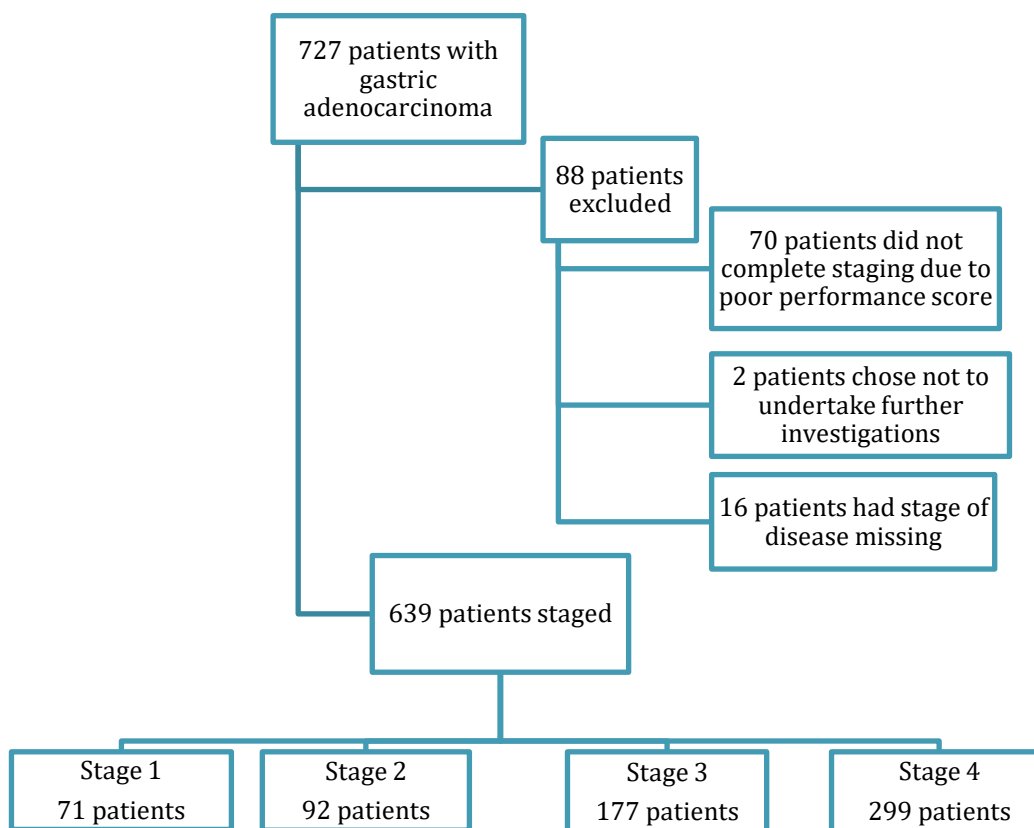 727 patients with
gastric
adenocarcinoma
88 patients
excluded
70 patients did not
complete staging due to
poor performance score
2 patients chose not to
undertake further
investigations
16 patients had stage of
disease missing
639 patients staged
Stage 1
71 patients
Stage 2
92 patients
Stage 3
177 patients
Stage 4
299 patients